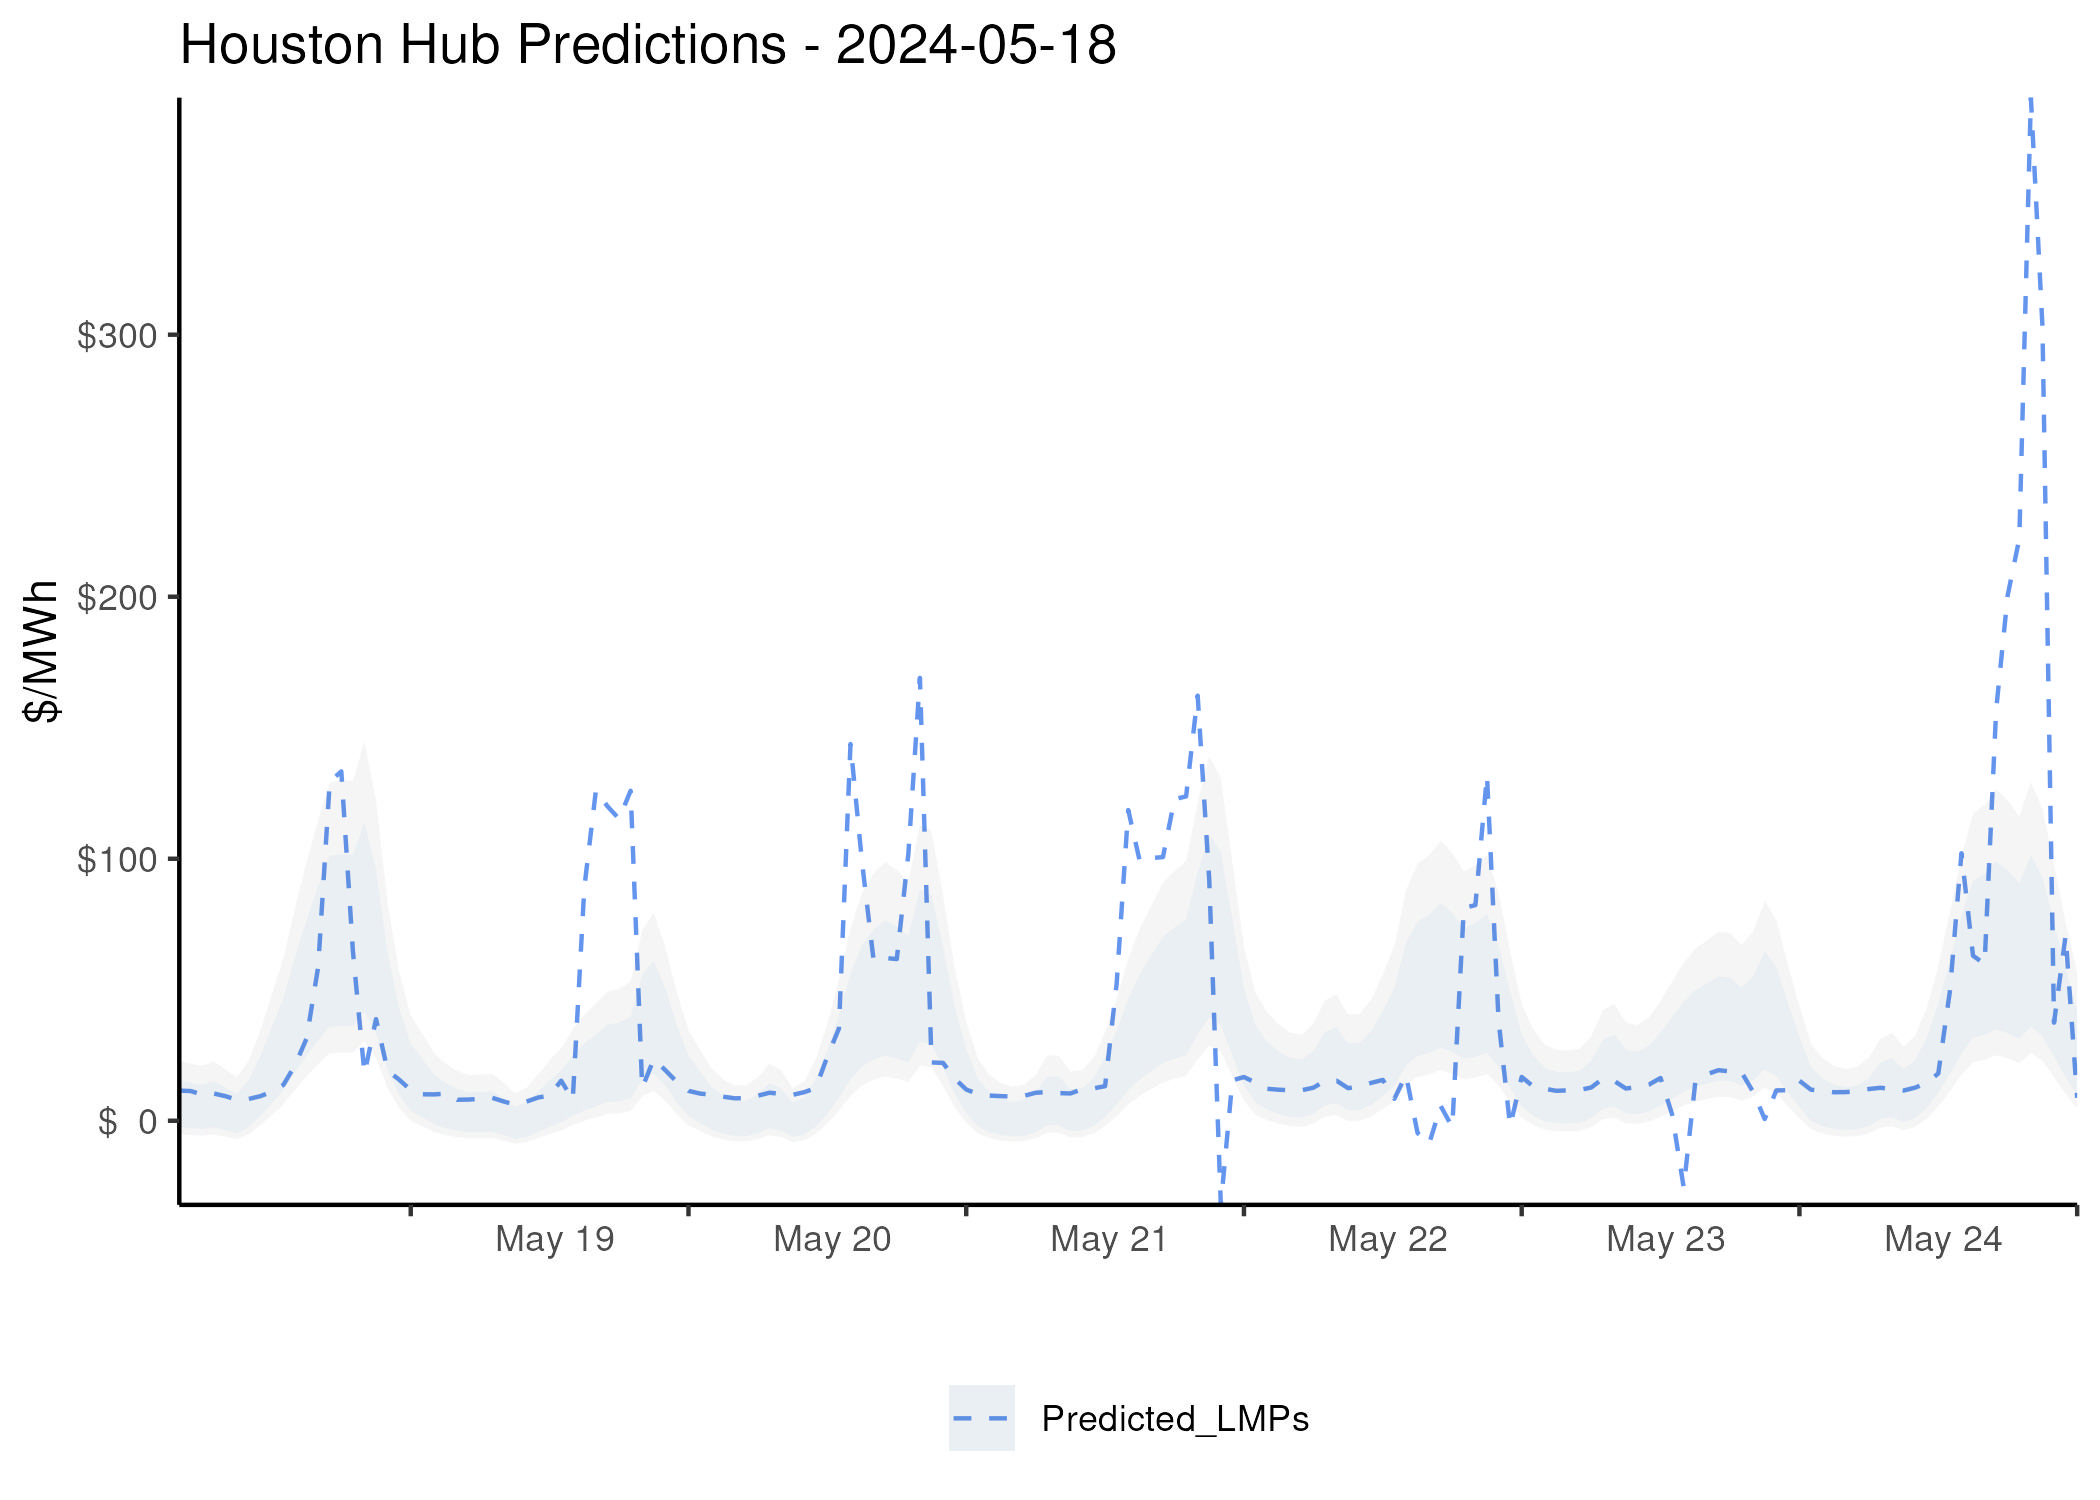 Houston Hub Predictions - 2024-05-18
$/MWh
$300
$200
$100
$ 0
May 19 May 20 May 21 May 22 May 23 May 24
Predicted_LMPs